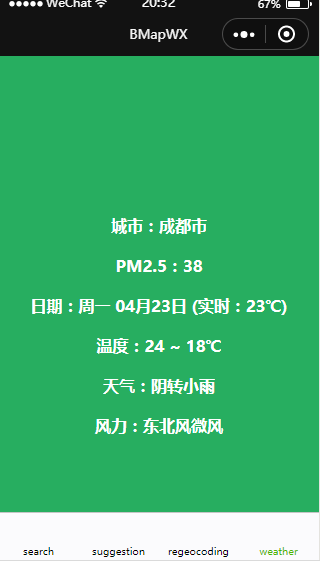 WeChat 20:32 67%
BMapWX
城市：成都市
PM2.5：38
日期：周一 04月23日 (实时：23℃)
温度：24 ~ 18℃
天气：阴转小雨
风力：东北风微风
search suggestion regeocoding weather